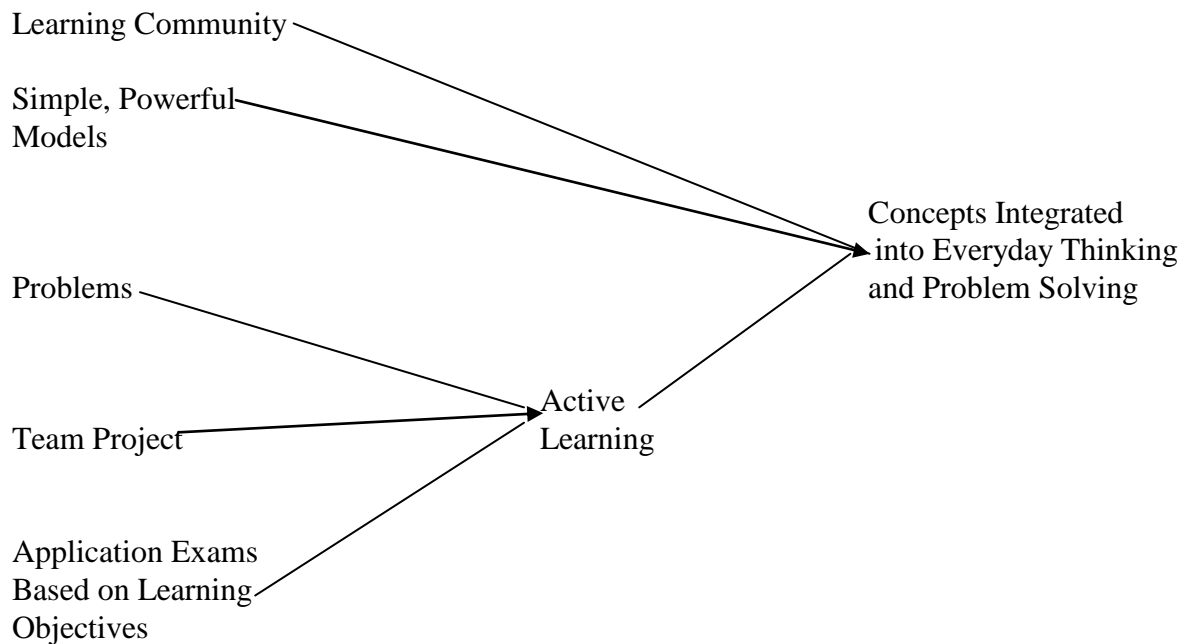 Learning Community
Simple, Powerful
Models
Concepts Integrated
into Everyday Thinking
and Problem Solving
Problems
Active
Learning
Team Project
Application Exams
Based on Learning
Objectives